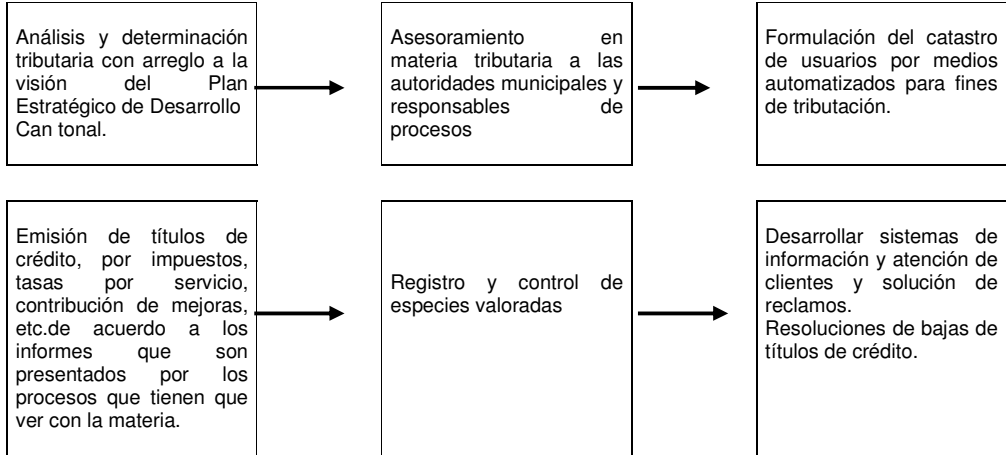 Análisis y determinación
tributaria con arreglo a la
visión del Plan
Estratégico de Desarrollo
Can tonal.
Asesoramiento en
materia tributaria a las
autoridades municipales y
responsables de
procesos
Formulación del catastro
de usuarios por medios
automatizados para fines
de tributación.
Emisión de títulos de
crédito, por impuestos,
tasas por servicio,
contribución de mejoras,
etc.de acuerdo a los
informes que son
presentados por los
procesos que tienen que
ver con la materia.
Registro y control de
especies valoradas
Desarrollar sistemas de
información y atención de
clientes y solución de
reclamos.
Resoluciones de bajas de
títulos de crédito.